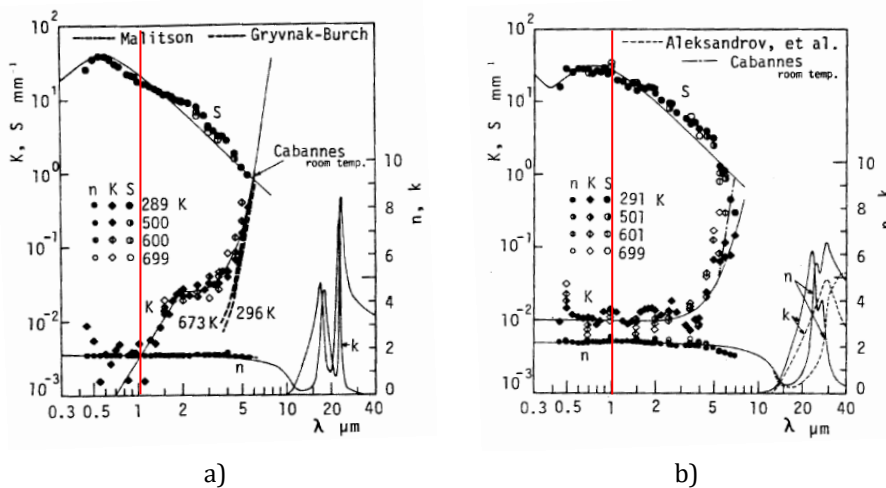 Malitson Gryvnak-Burch
K, S mm⁻¹
10²
10¹
10⁰
10⁻¹
10⁻²
10⁻³
S
Cabannes
room temp.
n K S
289 K
500
600
699
K
673 K
296 K
n
k
n, k
10
8
6
4
2
0
0.3 0.5 1 2 5 10 20 40
λ μm
a)
Aleksandrov, et al.
Cabannes
room temp.
K, S mm⁻¹
10²
10¹
10⁰
10⁻¹
10⁻²
10⁻³
S
n K S
291 K
501
601
699
K
n
n
k
n, k
10
8
6
4
2
0
0.3 0.5 1 2 5 10 20 40
λ μm
b)